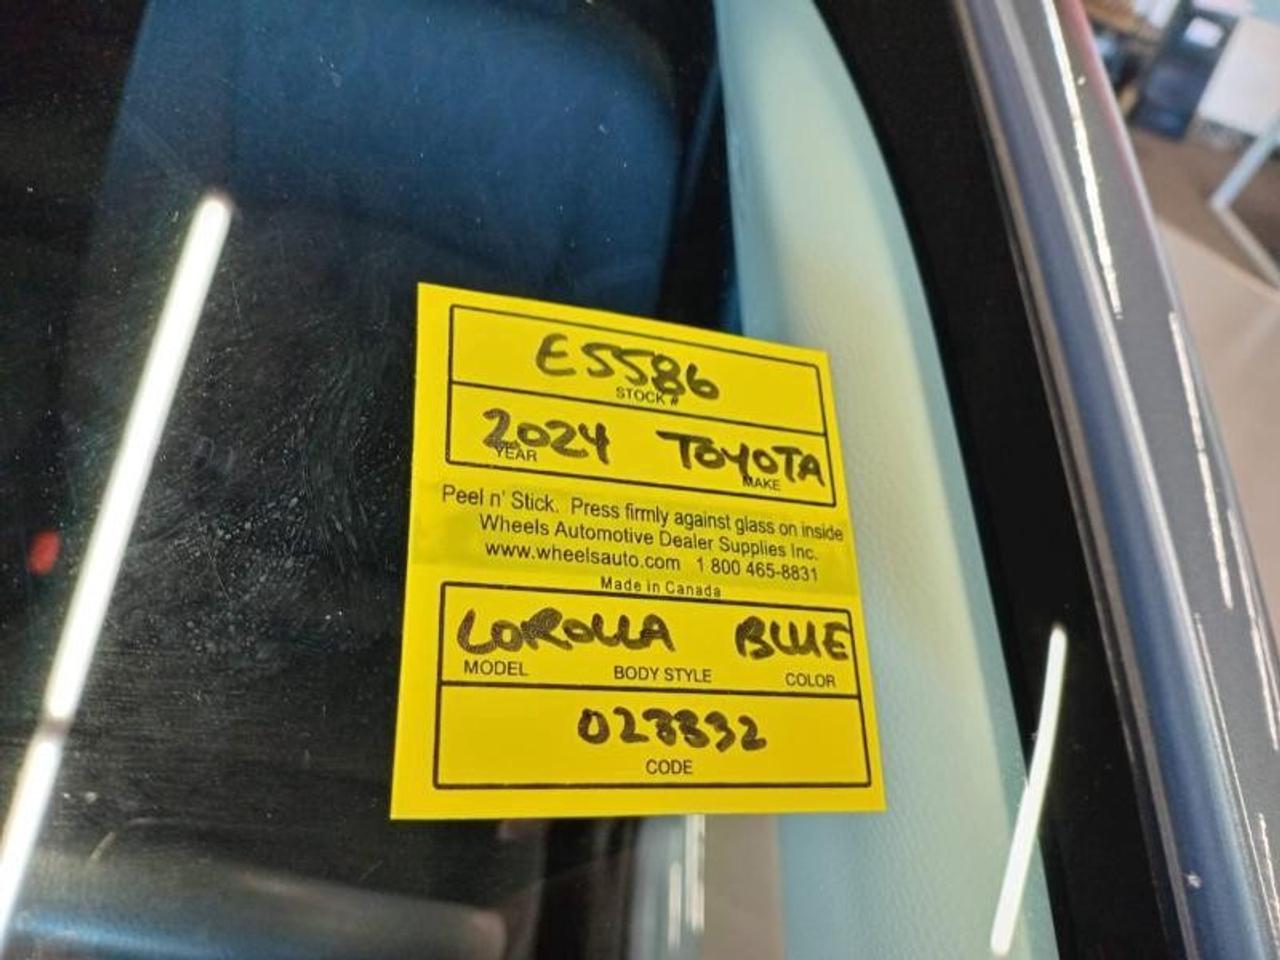 E5586
STOCK #
2024 TOYOTA
YEAR MAKE
Peel n' Stick. Press firmly against glass on inside
Wheels Automotive Dealer Supplies Inc.
www.wheelsauto.com 1 800 465-8831
Made in Canada
COROLLA BLUE
MODEL BODY STYLE COLOR
CODE